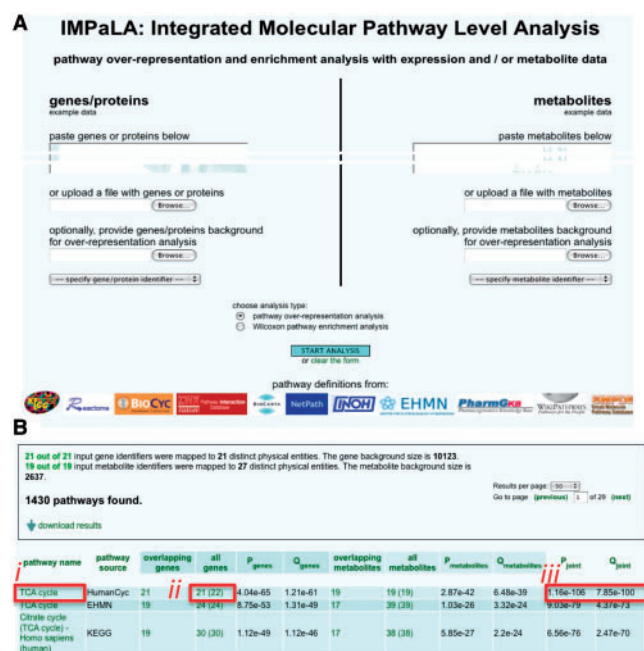 A
IMPaLA: Integrated Molecular Pathway Level Analysis
pathway over-representation and enrichment analysis with expression and / or metabolite data
genes/proteins
example data
paste genes or proteins below
or upload a file with genes or proteins
Browse...
optionally, provide genes/proteins background
for over-representation analysis
Browse...
-- specify gene/protein identifier --
metabolites
example data
paste metabolites below
or upload a file with metabolites
Browse...
optionally, provide metabolites background
for over-representation analysis
Browse...
-- specify metabolite identifier --
choose analysis type:
pathway over-representation analysis
Wilcoxon pathway enrichment analysis
START ANALYSIS
or clear the form
pathway definitions from:
KEGG Reactome BIOCYC Pathway Interaction Database BIOCARTA NetPath INOH EHMN PharmGKB WIKIPATHWAYS
B
21 out of 21 input gene identifiers were mapped to 21 distinct physical entities. The gene background size is 10123.
19 out of 19 input metabolite identifiers were mapped to 27 distinct physical entities. The metabolite background size is
2637.
1430 pathways found.
Results per page: 50
Go to page (previous) 1 of 29 (next)
download results
i ii iii
pathway name pathway source overlapping genes all genes Pgenes Qgenes overlapping metabolites all metabolites Pmetabolites Qmetabolites Pjoint Qjoint
TCA cycle HumanCyc 21 21 (22) 4.04e-65 1.21e-61 19 19 (19) 2.87e-42 6.48e-39 1.16e-106 7.85e-100
TCA cycle EHMN 19 24 (24) 8.75e-53 1.31e-49 17 39 (39) 1.03e-26 3.32e-24 9.03e-79 4.37e-73
Citrate cycle (TCA cycle) - Homo sapiens (human) KEGG 19 30 (30) 1.12e-49 1.12e-46 17 38 (38) 5.85e-27 2.2e-24 6.56e-76 2.47e-70